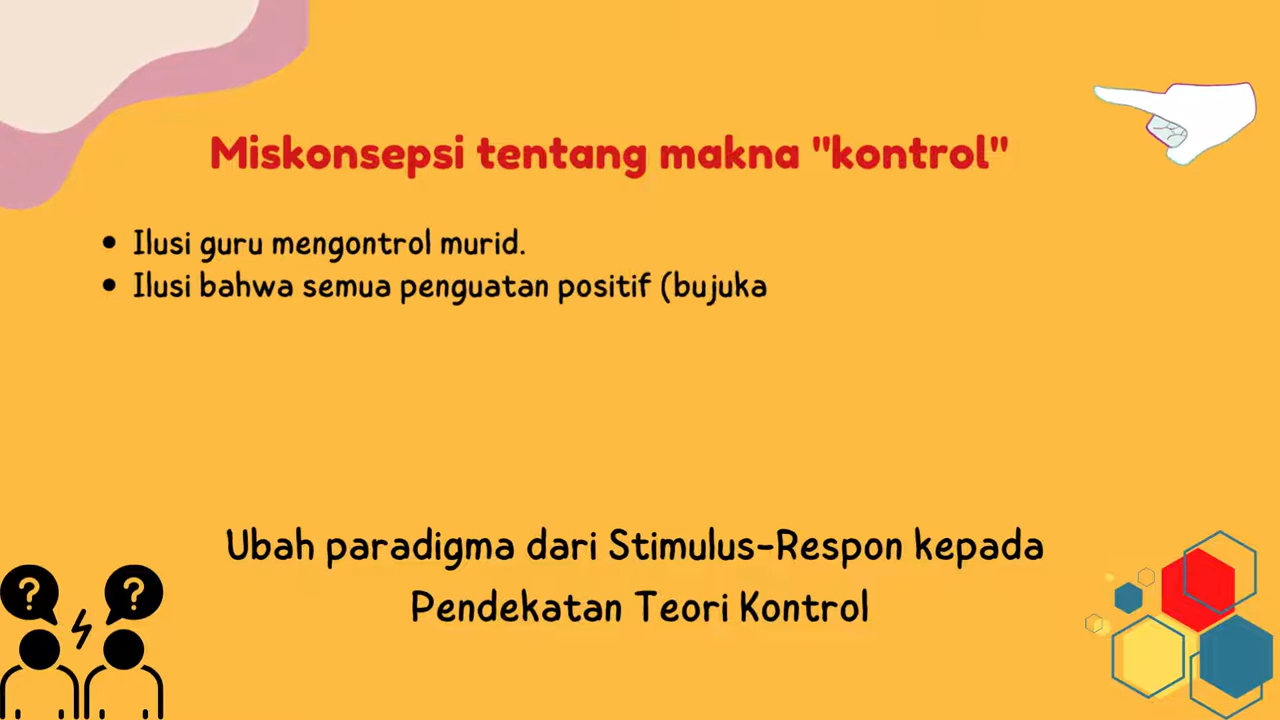 Miskonsepsi tentang makna "kontrol"
• Ilusi guru mengontrol murid.
• Ilusi bahwa semua penguatan positif (bujuka
Ubah paradigma dari Stimulus-Respon kepada
Pendekatan Teori Kontrol
? ?